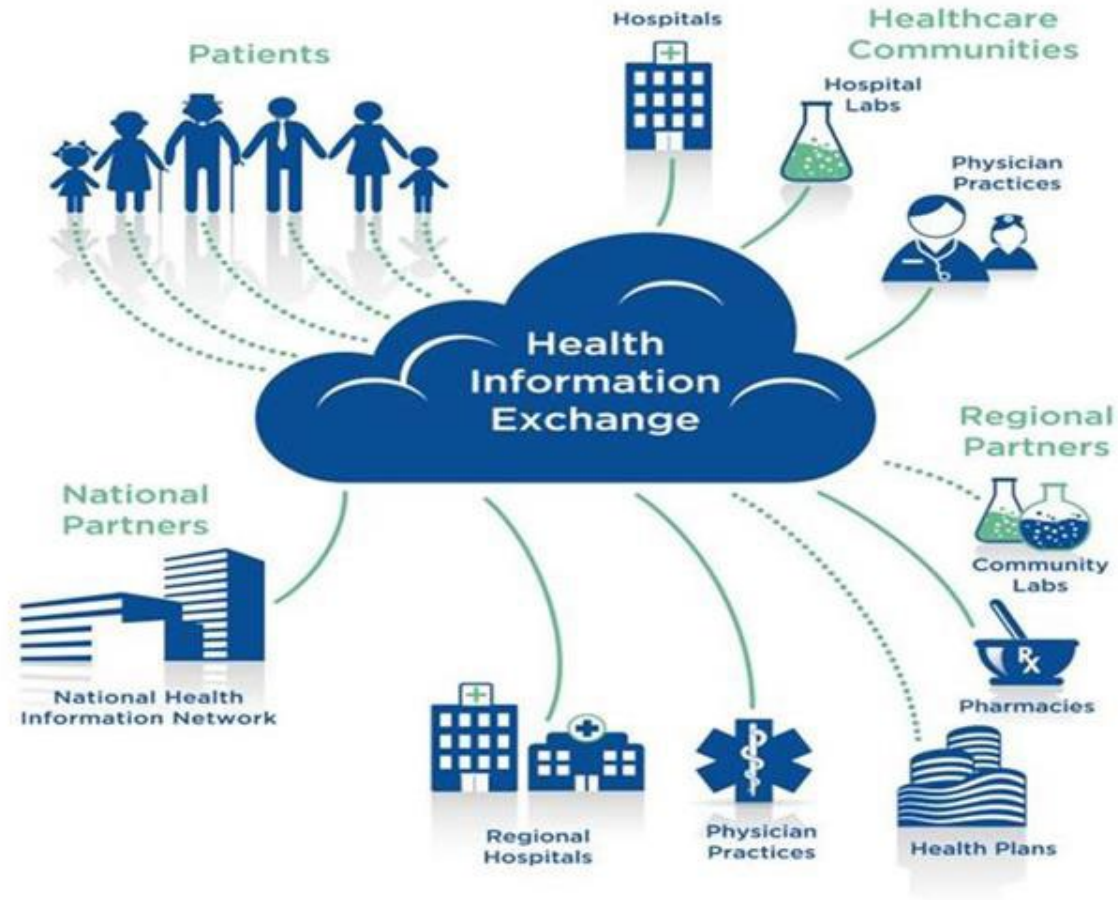 Patients
Hospitals
Healthcare
Communities
Hospital
Labs
Physician
Practices
Health
Information
Exchange
Regional
Partners
Community
Labs
Rx
Pharmacies
National
Partners
National Health
Information Network
Regional
Hospitals
Physician
Practices
Health Plans